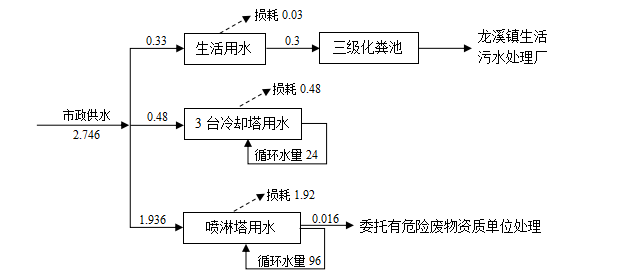 损耗 0.03
0.33
生活用水
0.3
三级化粪池
龙溪镇生活
污水处理厂
市政供水
2.746
损耗 0.48
0.48
3 台冷却塔用水
循环水量 24
损耗 1.92
1.936
喷淋塔用水
0.016
委托有危险废物资质单位处理
循环水量 96